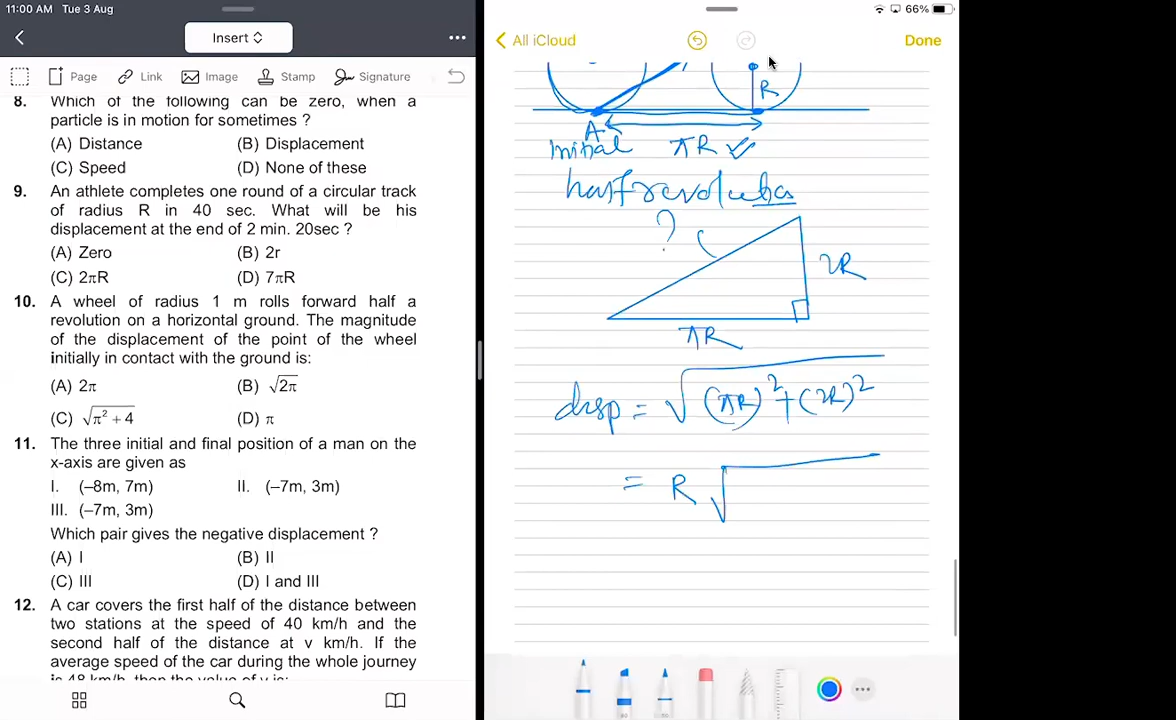 11:00 AM Tue 3 Aug
66%
Insert
All iCloud
Done
Page
Link
Image
Stamp
Signature
8. Which of the following can be zero, when a
particle is in motion for sometimes ?
(A) Distance (B) Displacement
(C) Speed (D) None of these
9. An athlete completes one round of a circular track
of radius R in 40 sec. What will be his
displacement at the end of 2 min. 20sec ?
(A) Zero (B) 2r
(C) 2πR (D) 7πR
10. A wheel of radius 1 m rolls forward half a
revolution on a horizontal ground. The magnitude
of the displacement of the point of the wheel
initially in contact with the ground is:
(A) 2π (B) √2π
(C) √π² + 4 (D) π
11. The three initial and final position of a man on the
x-axis are given as
I. (–8m, 7m) II. (–7m, 3m)
III. (–7m, 3m)
Which pair gives the negative displacement ?
(A) I (B) II
(C) III (D) I and III
12. A car covers the first half of the distance between
two stations at the speed of 40 km/h and the
second half of the distance at v km/h. If the
average speed of the car during the whole journey
is 48 km/h, then the value of v is:
R
A
initial πR ✓
half revolution
?
2R
πR
disp = √(πR)² + (2R)²
= R √